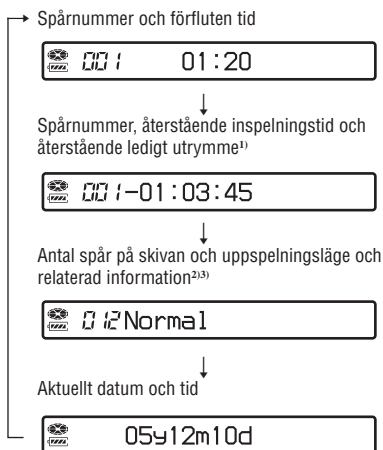 Spårnummer och förfluten tid
001 01:20
Spårnummer, återstående inspelningstid och
återstående ledigt utrymme1)
001-01:03:45
Antal spår på skivan och uppspelningsläge och
relaterad information2)3)
012Normal
Aktuellt datum och tid
05y12m10d